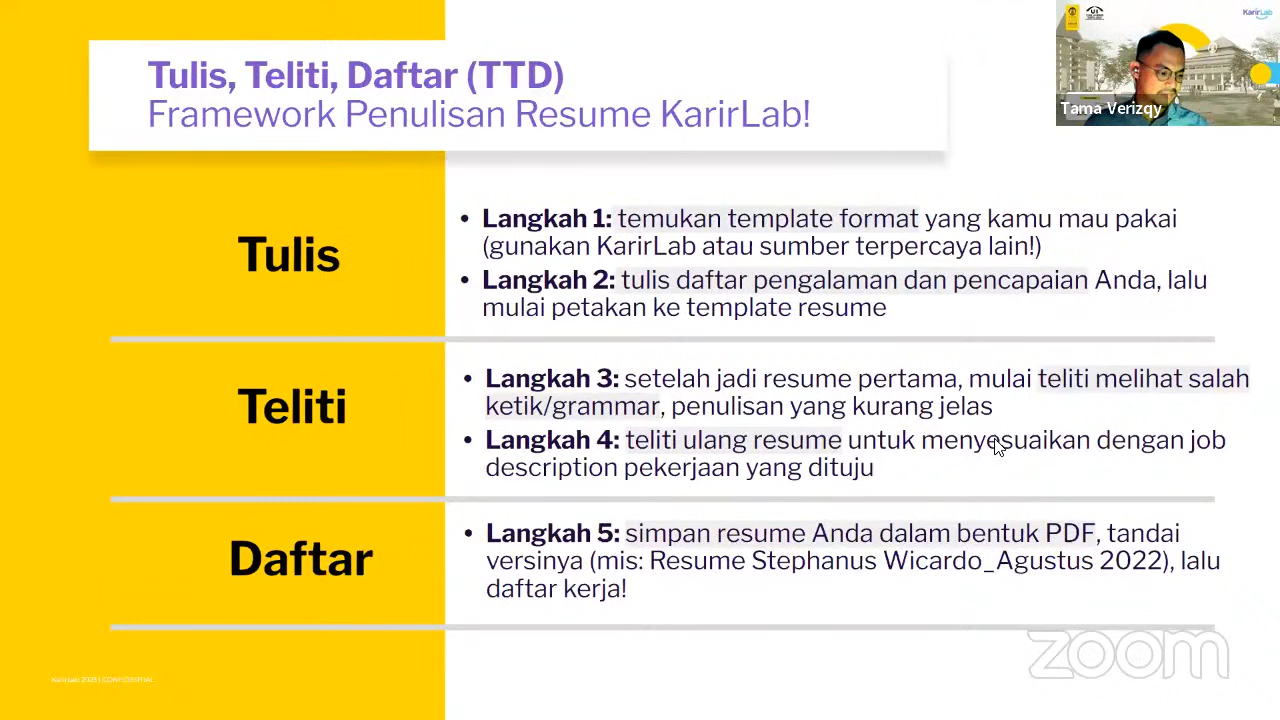 Tulis, Teliti, Daftar (TTD)
Framework Penulisan Resume KarirLab!
KarirLab
UI
Tama Verizqy
Tulis
• Langkah 1: temukan template format yang kamu mau pakai
(gunakan KarirLab atau sumber terpercaya lain!)
• Langkah 2: tulis daftar pengalaman dan pencapaian Anda, lalu
mulai petakan ke template resume
Teliti
• Langkah 3: setelah jadi resume pertama, mulai teliti melihat salah
ketik/grammar, penulisan yang kurang jelas
• Langkah 4: teliti ulang resume untuk menyesuaikan dengan job
description pekerjaan yang dituju
Daftar
• Langkah 5: simpan resume Anda dalam bentuk PDF, tandai
versinya (mis: Resume Stephanus Wicardo_Agustus 2022), lalu
daftar kerja!
zoom